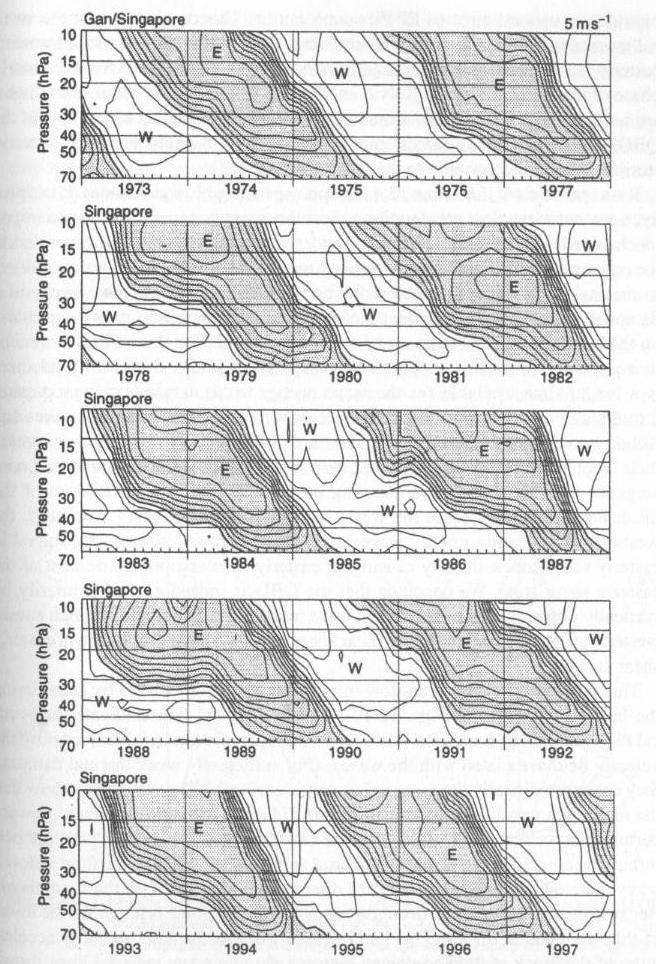 Gan/Singapore 5 m s⁻¹
Pressure (hPa)
10
15
20
30
40
50
70
E
W
E
W
1973 1974 1975 1976 1977
Singapore
Pressure (hPa)
10
15
20
30
40
50
70
E
W
E
W
W
1978 1979 1980 1981 1982
Singapore
Pressure (hPa)
10
15
20
30
40
50
70
W
E
W
E
W
1983 1984 1985 1986 1987
Singapore
Pressure (hPa)
10
15
20
30
40
50
70
E
E
W
W
W
1988 1989 1990 1991 1992
Singapore
Pressure (hPa)
10
15
20
30
40
50
70
E
W
W
E
1993 1994 1995 1996 1997